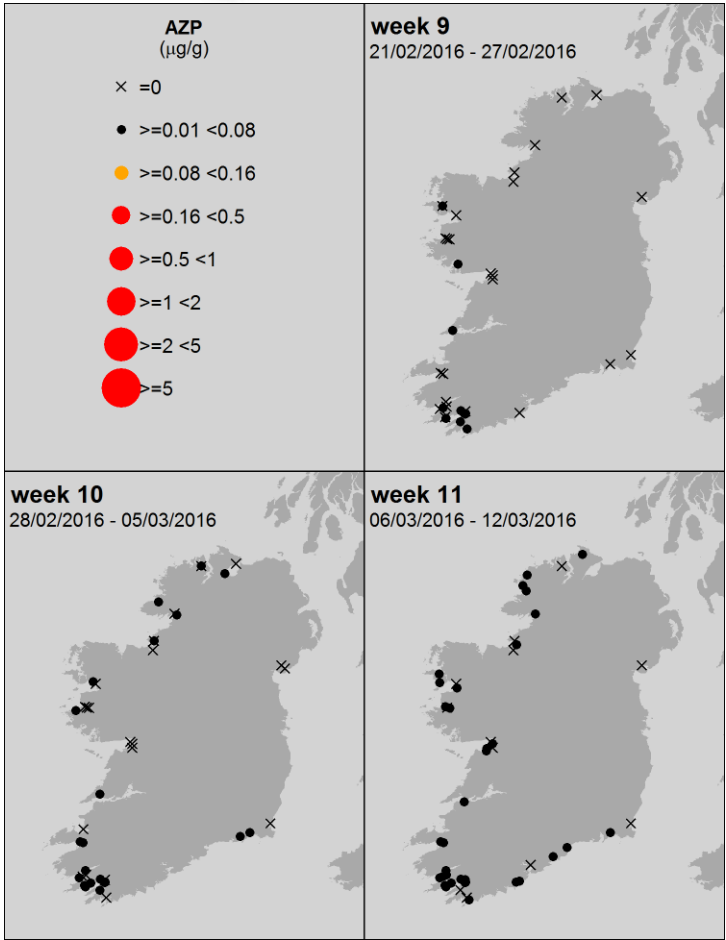 AZP
(μg/g)
=0
>=0.01 <0.08
>=0.08 <0.16
>=0.16 <0.5
>=0.5 <1
>=1 <2
>=2 <5
>=5
week 9
21/02/2016 - 27/02/2016
week 10
28/02/2016 - 05/03/2016
week 11
06/03/2016 - 12/03/2016